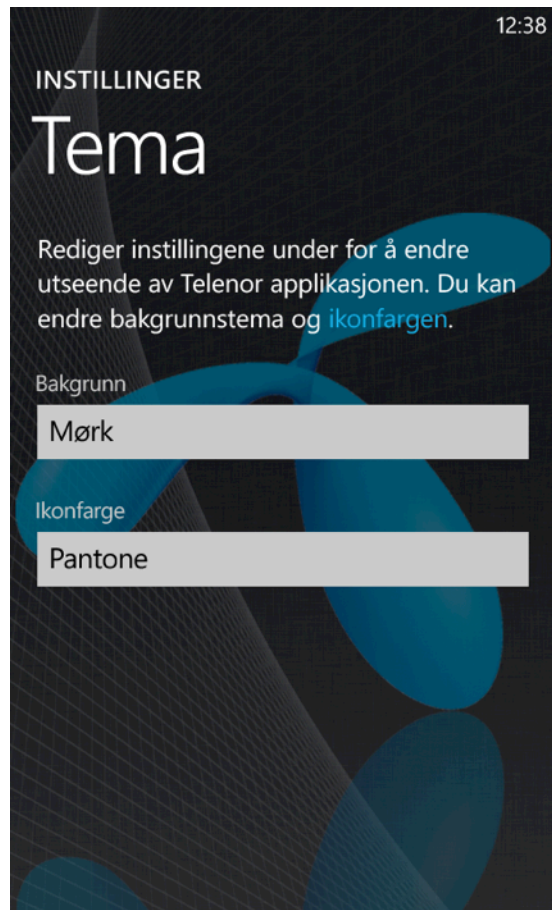 12:38
INSTILLINGER
Tema
Rediger instillingene under for å endre
utseende av Telenor applikasjonen. Du kan
endre bakgrunnstema og ikonfargen.
Bakgrunn
Mørk
Ikonfarge
Pantone